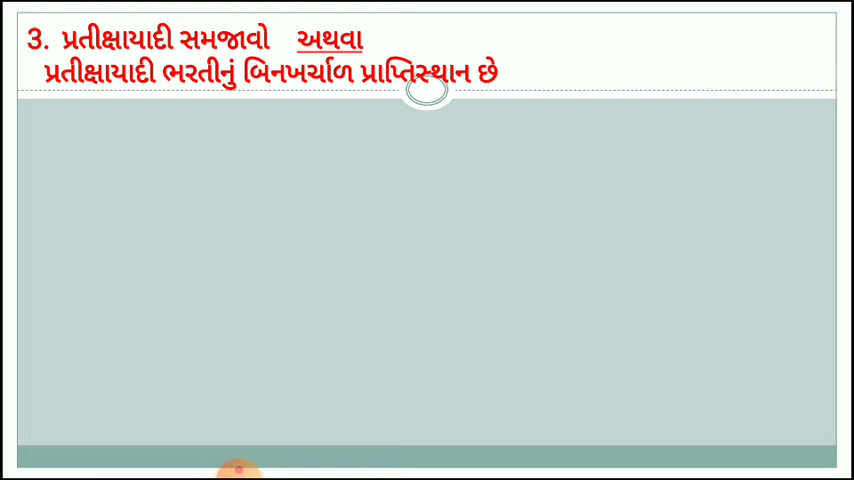 3. પ્રતીક્ષાયાદી સમજાવો અથવા
પ્રતીક્ષાયાદી ભરતીનું બિનખર્ચાળ પ્રાપ્તિસ્થાન છે